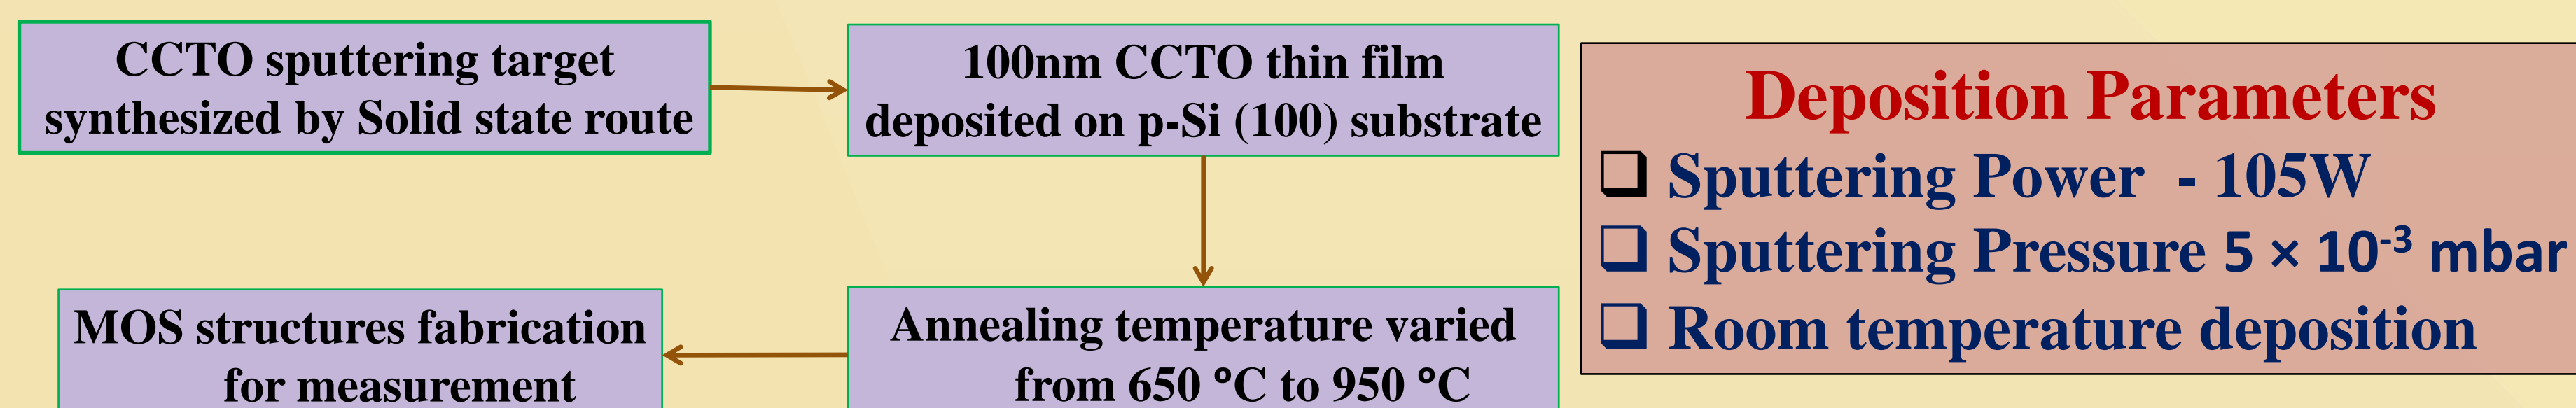 CCTO sputtering target
synthesized by Solid state route
100nm CCTO thin film
deposited on p-Si (100) substrate
Annealing temperature varied
from 650 °C to 950 °C
MOS structures fabrication
for measurement
Deposition Parameters
❑ Sputtering Power - 105W
❑ Sputtering Pressure 5 × 10⁻³ mbar
❑ Room temperature deposition